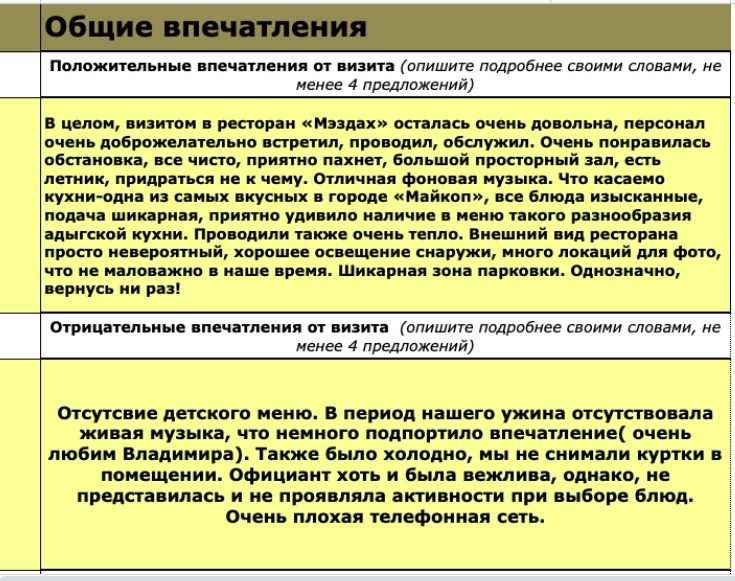 Общие впечатления
Положительные впечатления от визита (опишите подробнее своими словами, не
менее 4 предложений)
В целом, визитом в ресторан «Мэздах» осталась очень довольна, персонал
очень доброжелательно встретил, проводил, обслужил. Очень понравилась
обстановка, все чисто, приятно пахнет, большой просторный зал, есть
летник, придраться не к чему. Отличная фоновая музыка. Что касаемо
кухни-одна из самых вкусных в городе «Майкоп», все блюда изысканные,
подача шикарная, приятно удивило наличие в меню такого разнообразия
адыгской кухни. Проводили также очень тепло. Внешний вид ресторана
просто невероятный, хорошее освещение снаружи, много локаций для фото,
что не маловажно в наше время. Шикарная зона парковки. Однозначно,
вернусь ни раз!
Отрицательные впечатления от визита (опишите подробнее своими словами, не
менее 4 предложений)
Отсутсвие детского меню. В период нашего ужина отсутствовала
живая музыка, что немного подпортило впечатление( очень
любим Владимира). Также было холодно, мы не снимали куртки в
помещении. Официант хоть и была вежлива, однако, не
представилась и не проявляла активности при выборе блюд.
Очень плохая телефонная сеть.